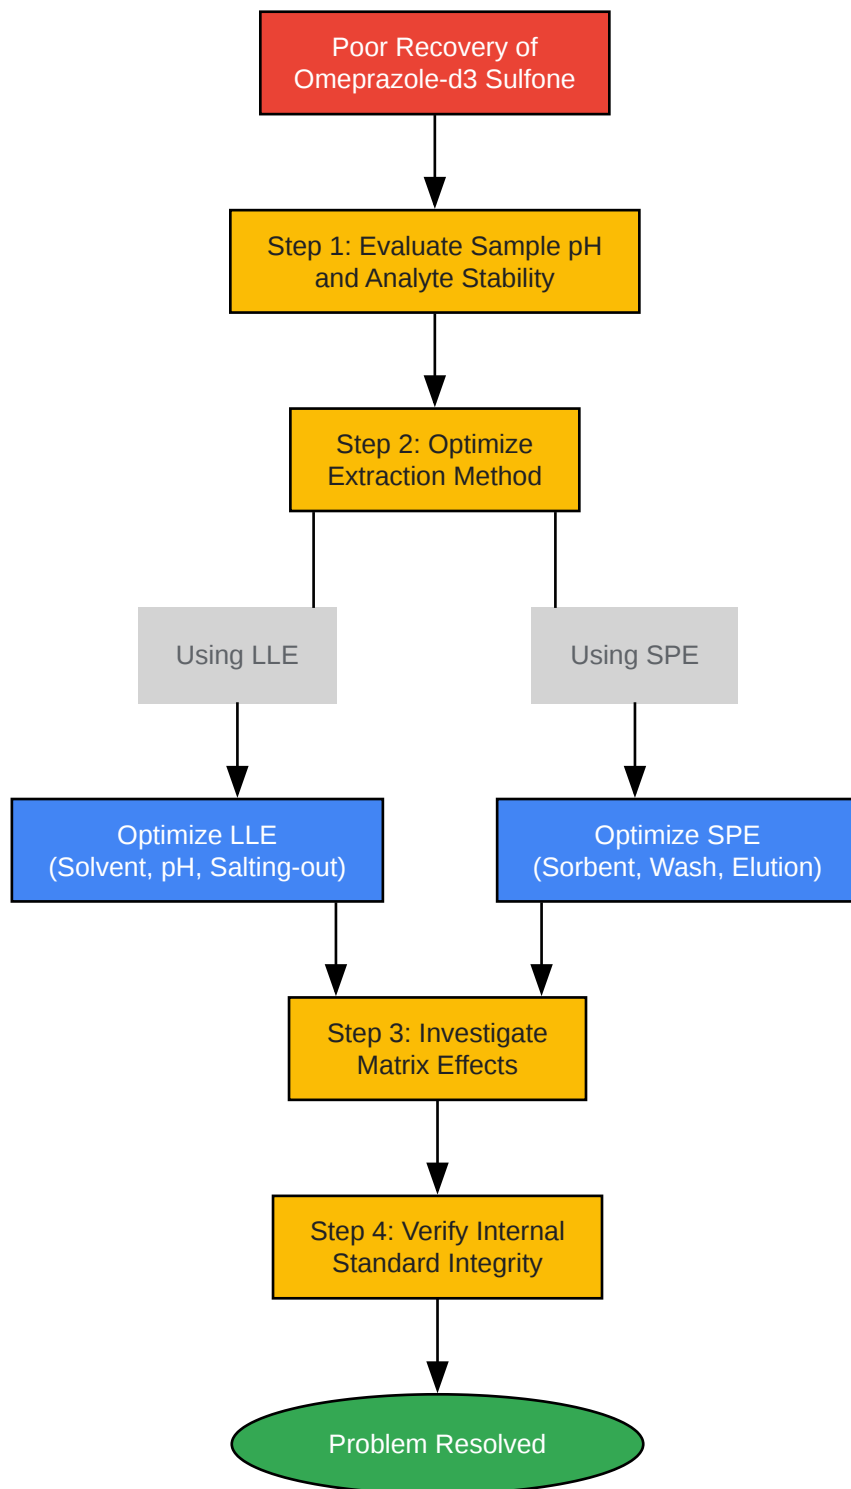 Poor Recovery of
Omeprazole-d3 Sulfone
Step 1: Evaluate Sample pH
and Analyte Stability
Step 2: Optimize
Extraction Method
Using LLE
Using SPE
Optimize LLE
(Solvent, pH, Salting-out)
Optimize SPE
(Sorbent, Wash, Elution)
Step 3: Investigate
Matrix Effects
Step 4: Verify Internal
Standard Integrity
Problem Resolved